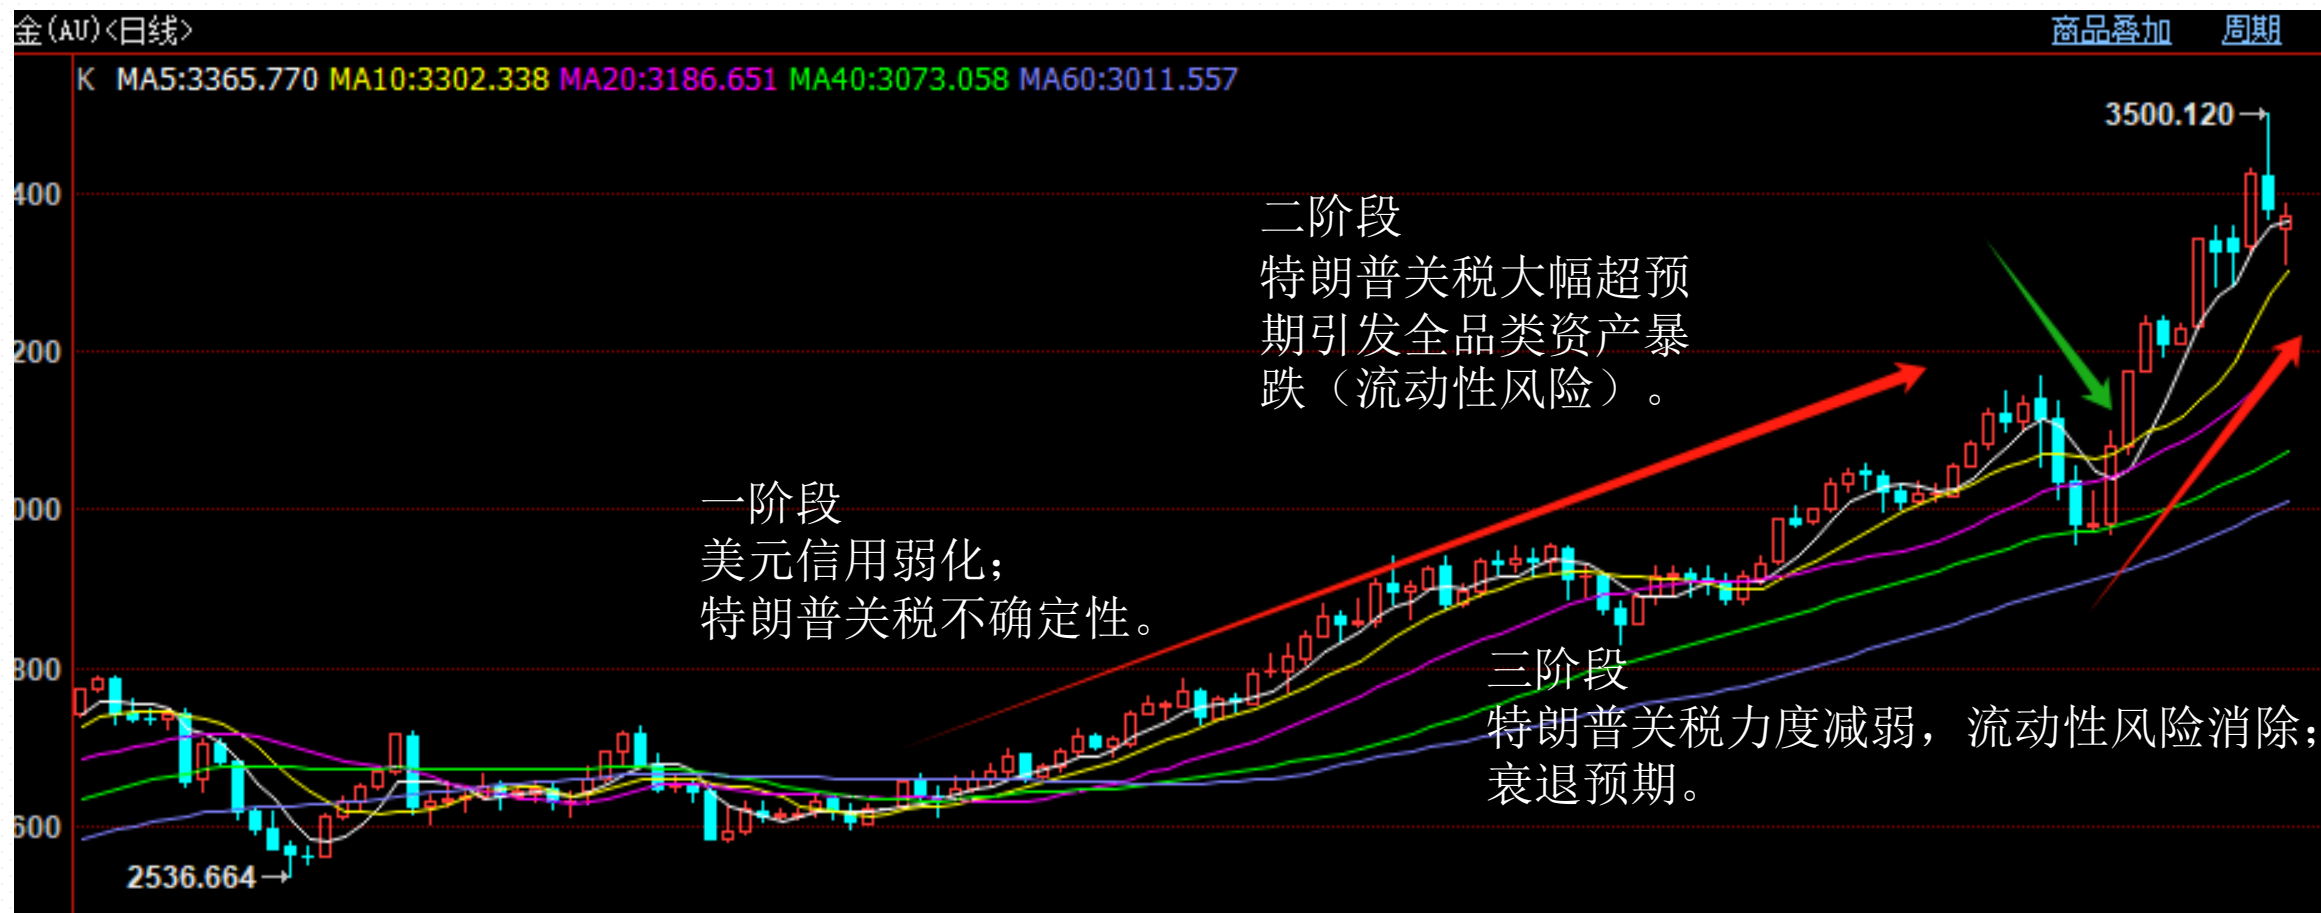 金(AU)<日线>
商品叠加 周期
K MA5:3365.770 MA10:3302.338 MA20:3186.651 MA40:3073.058 MA60:3011.557
3500.120
400
二阶段
特朗普关税大幅超预
期引发全品类资产暴
跌（流动性风险）。
200
一阶段
美元信用弱化；
特朗普关税不确定性。
000
800
三阶段
特朗普关税力度减弱，流动性风险消除；
衰退预期。
600
2536.664